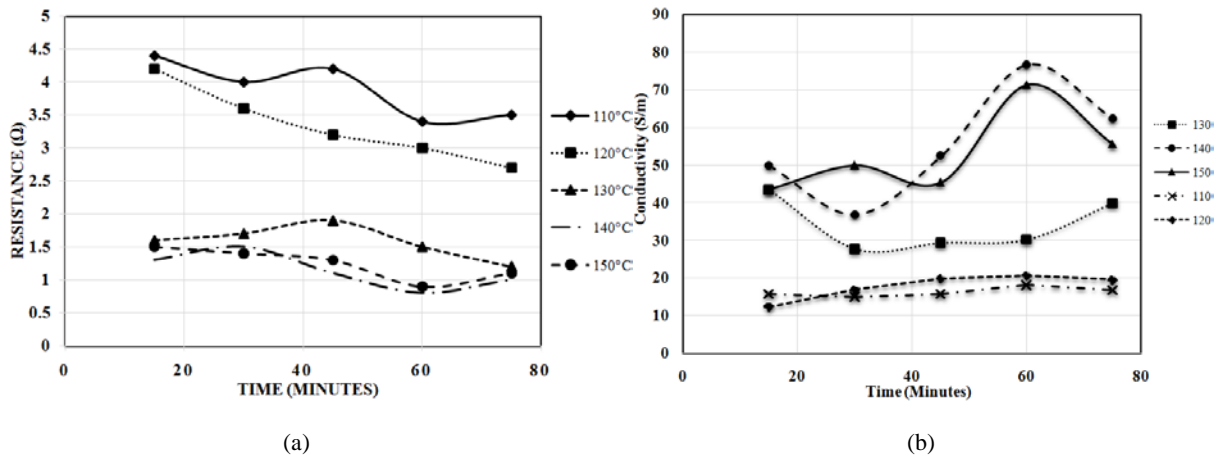 5
4.5
4
3.5
3
2.5
2
1.5
1
0.5
0
RESISTANCE (Ω)
0 20 40 60 80
TIME (MINUTES)
110°C
120°C
130°C
140°C
150°C
(a)
90
80
70
60
50
40
30
20
10
0
Conductivity (S/m)
0 20 40 60 80
Time (Minutes)
130
140
150
110
120
(b)